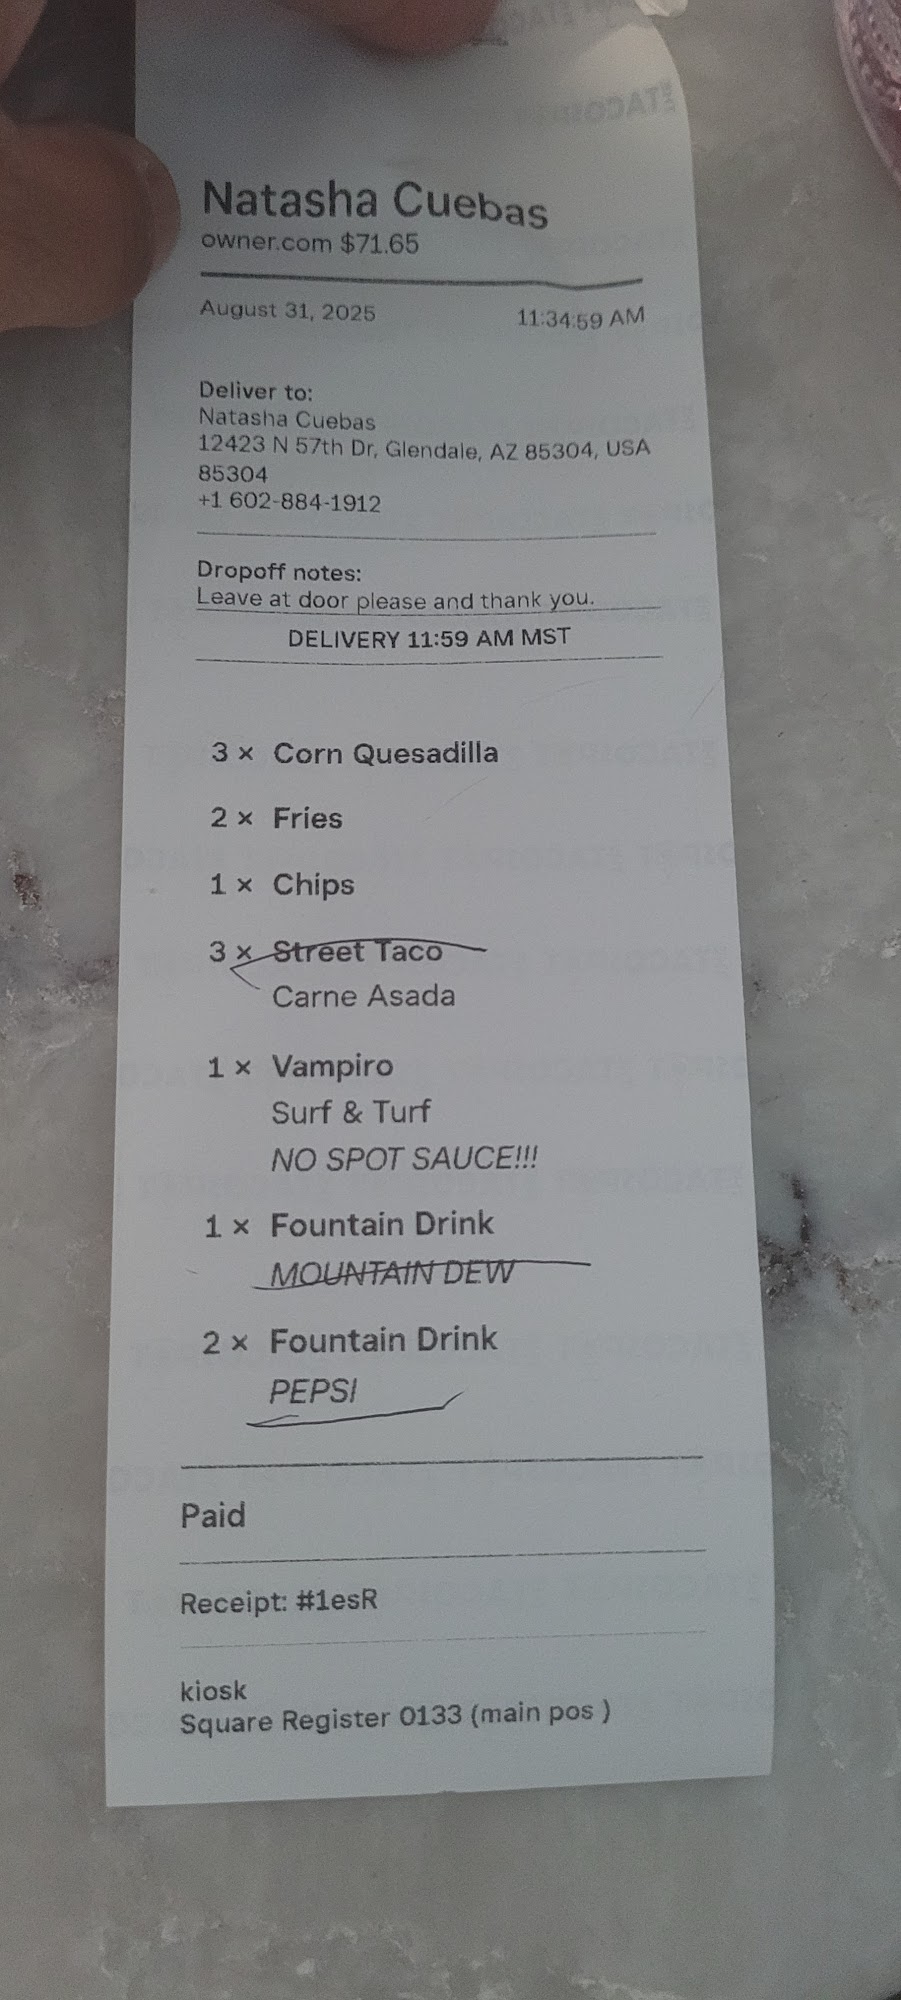 Natasha Cuebas
owner.com $71.65
August 31, 2025 11:34:59 AM
Deliver to:
Natasha Cuebas
12423 N 57th Dr, Glendale, AZ 85304, USA
85304
+1 602-884-1912
Dropoff notes:
Leave at door please and thank you.
DELIVERY 11:59 AM MST
3 × Corn Quesadilla
2 × Fries
1 × Chips
3 × Street Taco
Carne Asada
1 × Vampiro
Surf & Turf
NO SPOT SAUCE!!!
1 × Fountain Drink
MOUNTAIN DEW
2 × Fountain Drink
PEPSI
Paid
Receipt: #1esR
kiosk
Square Register 0133 (main pos )